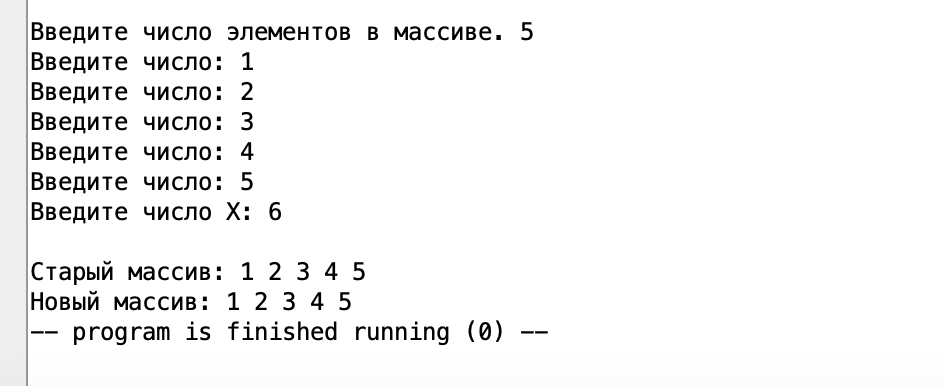 Введите число элементов в массиве. 5
Введите число: 1
Введите число: 2
Введите число: 3
Введите число: 4
Введите число: 5
Введите число X: 6
Старый массив: 1 2 3 4 5
Новый массив: 1 2 3 4 5
-- program is finished running (0) --